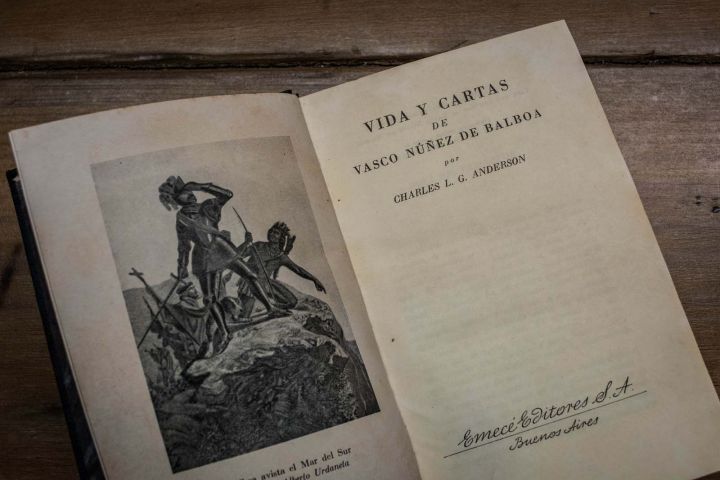 avista el Mar del Sur
Alberto Urdaneta
VIDA Y CARTAS
DE
VASCO NÚÑEZ DE BALBOA
por
CHARLES L. G. ANDERSON
Emecé Editores S.A.
Buenos Aires